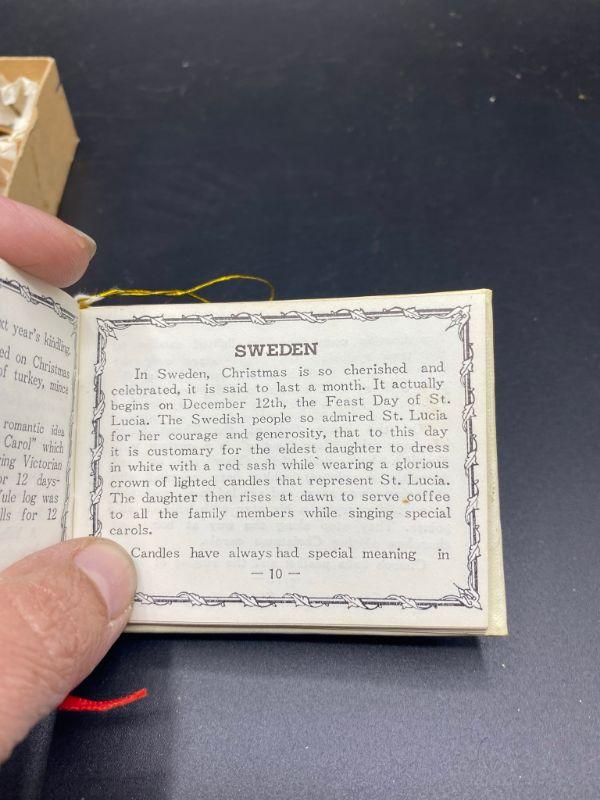 xt year's kindling.
ed on Christmas
of turkey, mince
romantic idea
Carol" which
ing Victorian
or 12 days-
Yule log was
lls for 12
SWEDEN
In Sweden, Christmas is so cherished and
celebrated, it is said to last a month. It actually
begins on December 12th, the Feast Day of St.
Lucia. The Swedish people so admired St. Lucia
for her courage and generosity, that to this day
it is customary for the eldest daughter to dress
in white with a red sash while wearing a glorious
crown of lighted candles that represent St. Lucia.
The daughter then rises at dawn to serve coffee
to all the family members while singing special
carols.
Candles have always had special meaning in
— 10 —